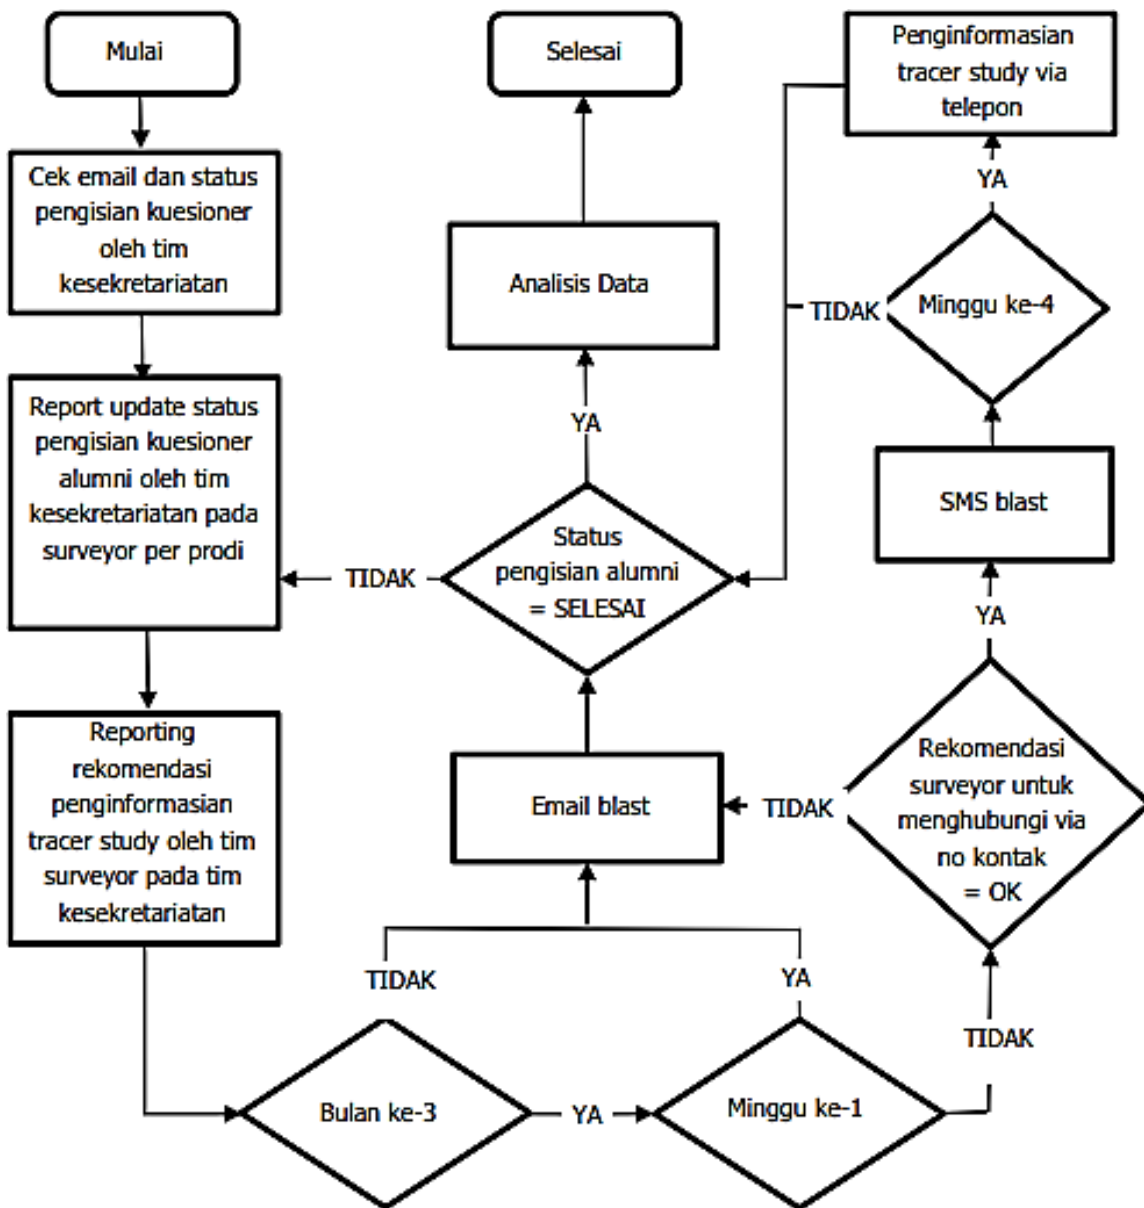 Mulai
Cek email dan status
pengisian kuesioner
oleh tim
kesekretariatan
Report update status
pengisian kuesioner
alumni oleh tim
kesekretariatan pada
surveyor per prodi
Reporting
rekomendasi
penginformasian
tracer study oleh tim
surveyor pada tim
kesekretariatan
Bulan ke-3
TIDAK
YA
Minggu ke-1
YA
TIDAK
Rekomendasi
surveyor untuk
menghubungi via
no kontak
= OK
TIDAK
YA
Email blast
SMS blast
Minggu ke-4
TIDAK
YA
Penginformasian
tracer study via
telepon
Status
pengisian alumni
= SELESAI
TIDAK
YA
Analisis Data
Selesai